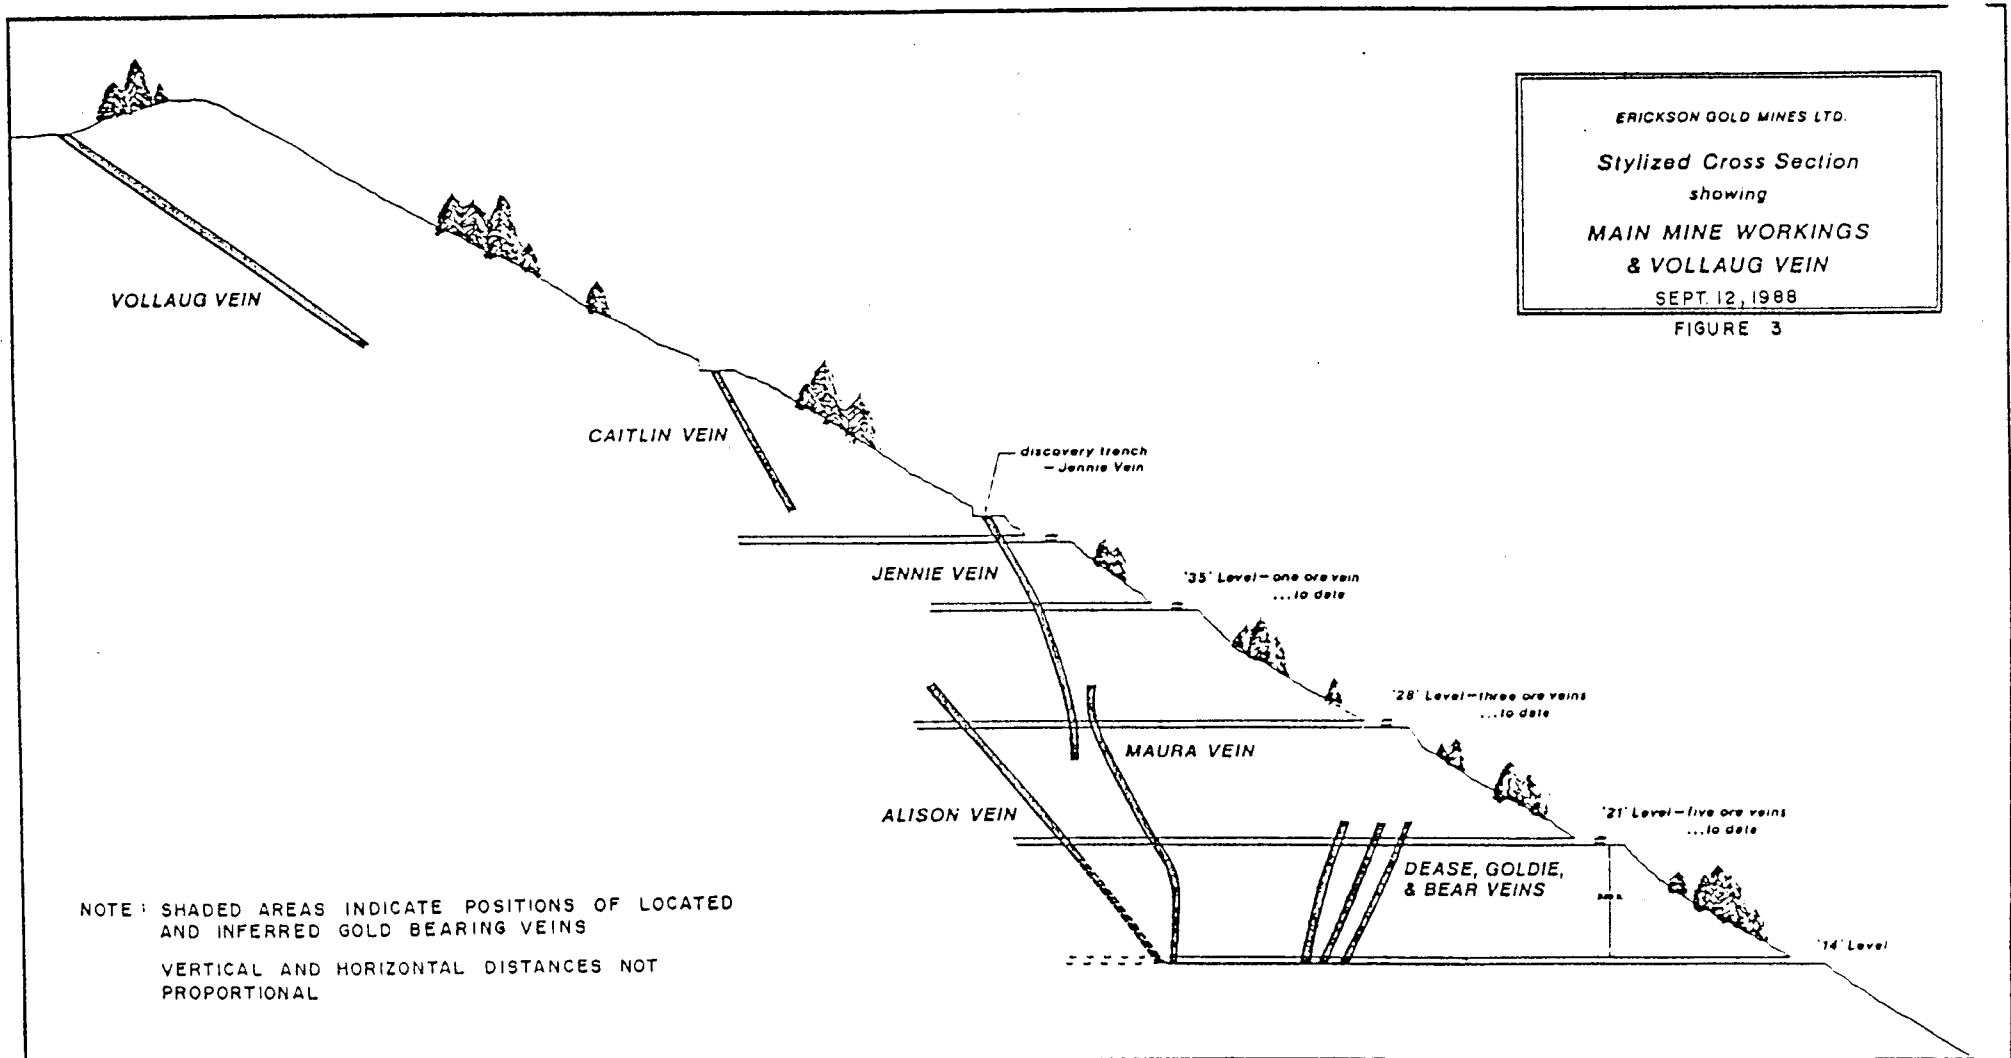 ERICKSON GOLD MINES LTD.
Stylized Cross Section
showing
MAIN MINE WORKINGS
& VOLLAUG VEIN
SEPT. 12, 1988
FIGURE 3
VOLLAUG VEIN
CAITLIN VEIN
discovery trench
- Jennie Vein
JENNIE VEIN
'35' Level - one ore vein
...to date
'28' Level - three ore veins
...to date
MAURA VEIN
ALISON VEIN
'21' Level - five ore veins
...to date
DEASE, GOLDIE,
& BEAR VEINS
'14' Level
NOTE: SHADED AREAS INDICATE POSITIONS OF LOCATED
AND INFERRED GOLD BEARING VEINS
VERTICAL AND HORIZONTAL DISTANCES NOT
PROPORTIONAL